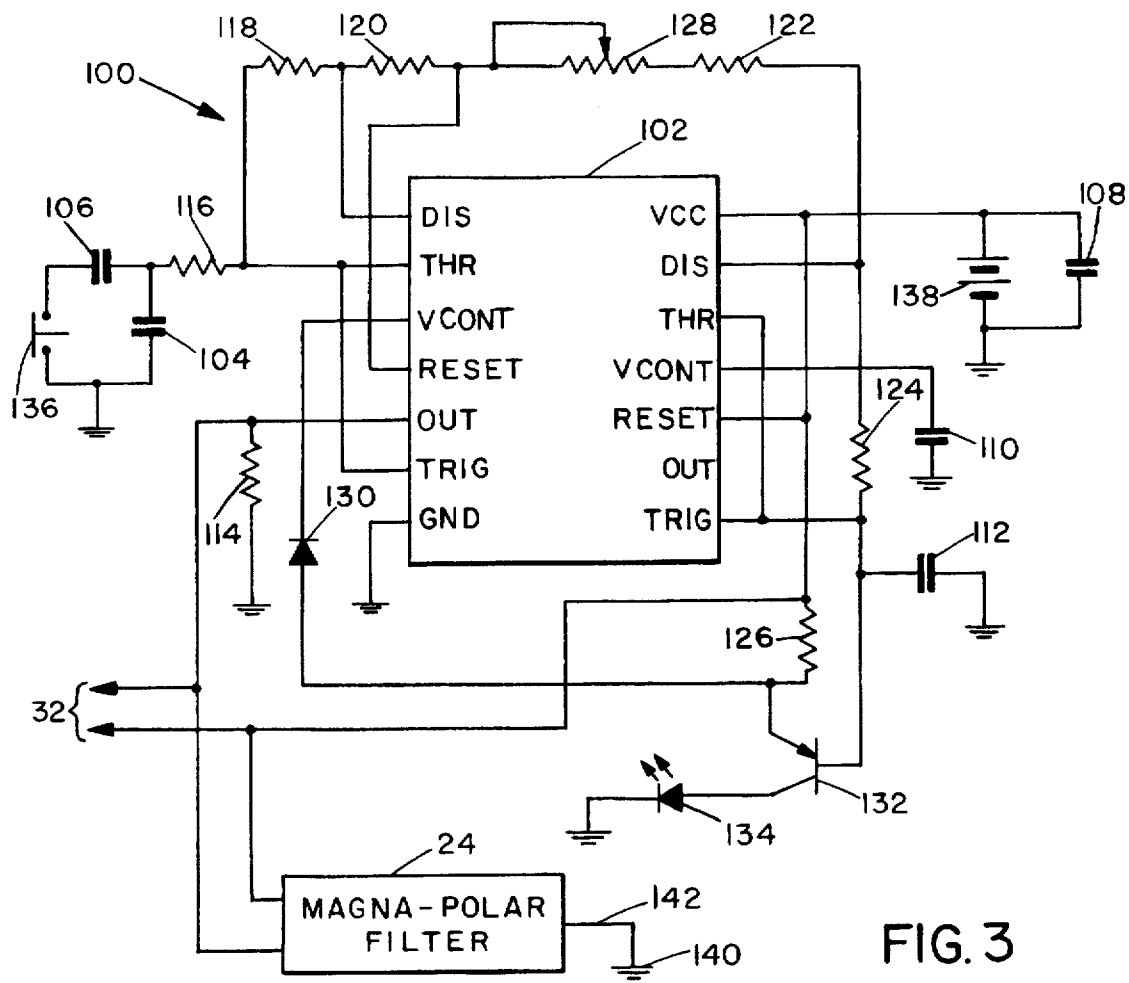 118
120
128
122
100
102
106
116
108
DIS
THR
VCONT
RESET
OUT
TRIG
GND
VCC
DIS
THR
VCONT
RESET
OUT
TRIG
138
136
104
124
110
114
130
112
126
32
132
134
24
MAGNA-POLAR
FILTER
142
140
FIG. 3